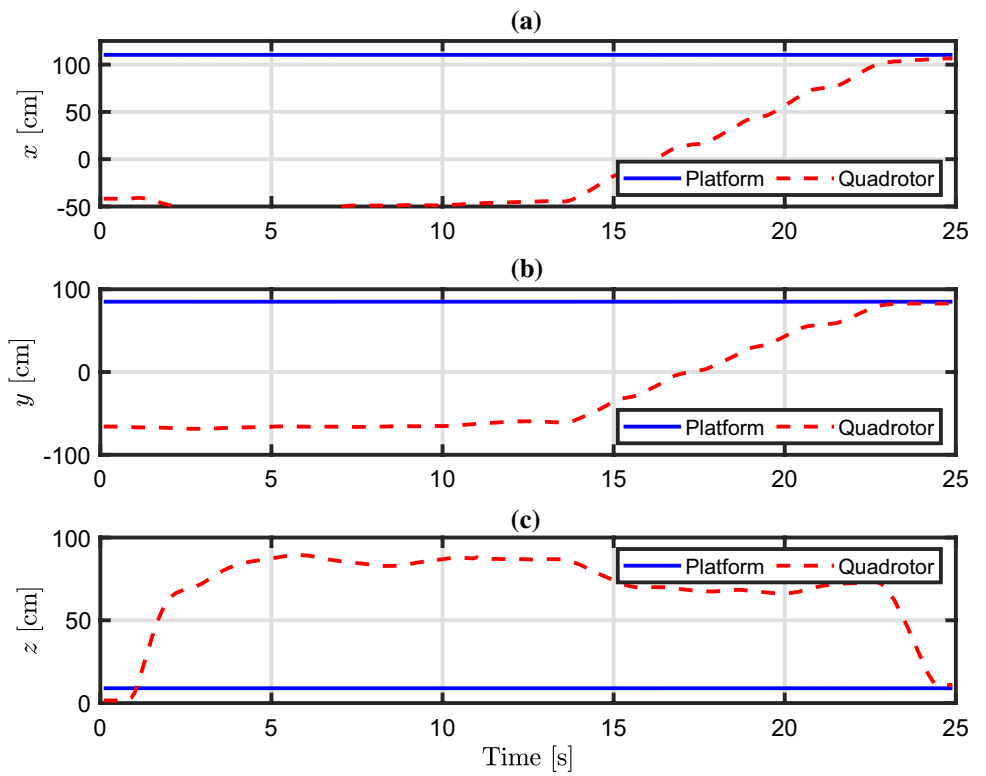 (a)
x [cm]
100
50
0
-50
Platform Quadrotor
0 5 10 15 20 25
(b)
y [cm]
100
0
-100
Platform Quadrotor
0 5 10 15 20 25
(c)
z [cm]
100
50
0
Platform Quadrotor
0 5 10 15 20 25
Time [s]